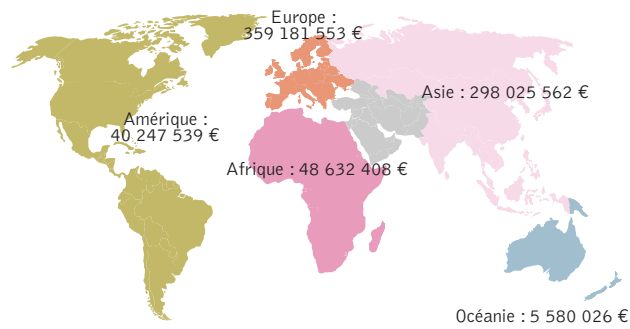 Europe :
359 181 553 €
Asie : 298 025 562 €
Amérique :
40 247 539 €
Afrique : 48 632 408 €
Océanie : 5 580 026 €